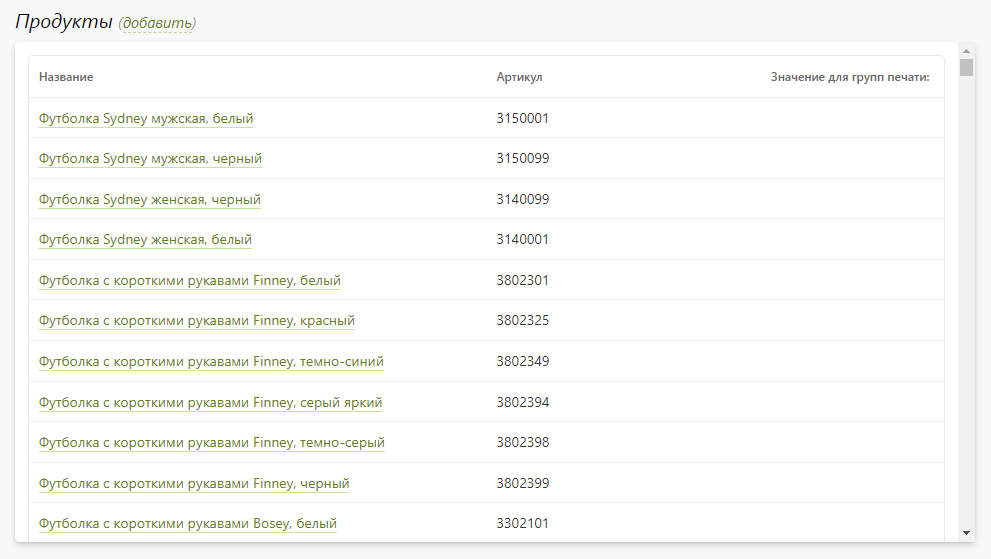 Продукты (добавить)
Название Артикул Значение для групп печати:
Футболка Sydney мужская, белый 3150001
Футболка Sydney мужская, черный 3150099
Футболка Sydney женская, черный 3140099
Футболка Sydney женская, белый 3140001
Футболка с короткими рукавами Finney, белый 3802301
Футболка с короткими рукавами Finney, красный 3802325
Футболка с короткими рукавами Finney, темно-синий 3802349
Футболка с короткими рукавами Finney, серый яркий 3802394
Футболка с короткими рукавами Finney, темно-серый 3802398
Футболка с короткими рукавами Finney, черный 3802399
Футболка с короткими рукавами Bosey, белый 3302101